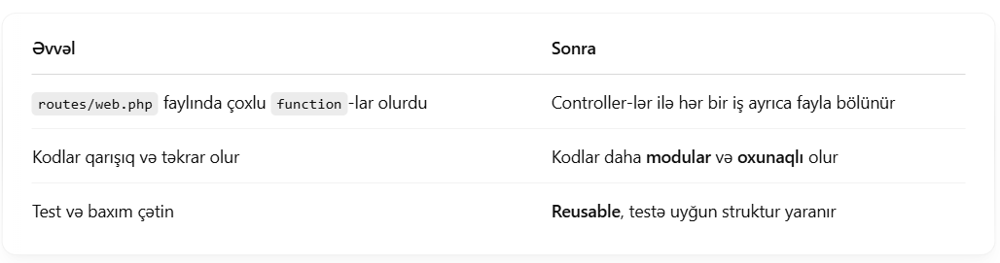 Əvvəl Sonra
routes/web.php faylında çoxlu function-lar olurdu Controller-lər ilə hər bir iş ayrıca fayla bölünür
Kodlar qarışıq və təkrar olur Kodlar daha modular və oxunaqlı olur
Test və baxım çətin Reusable, testə uyğun struktur yaranır